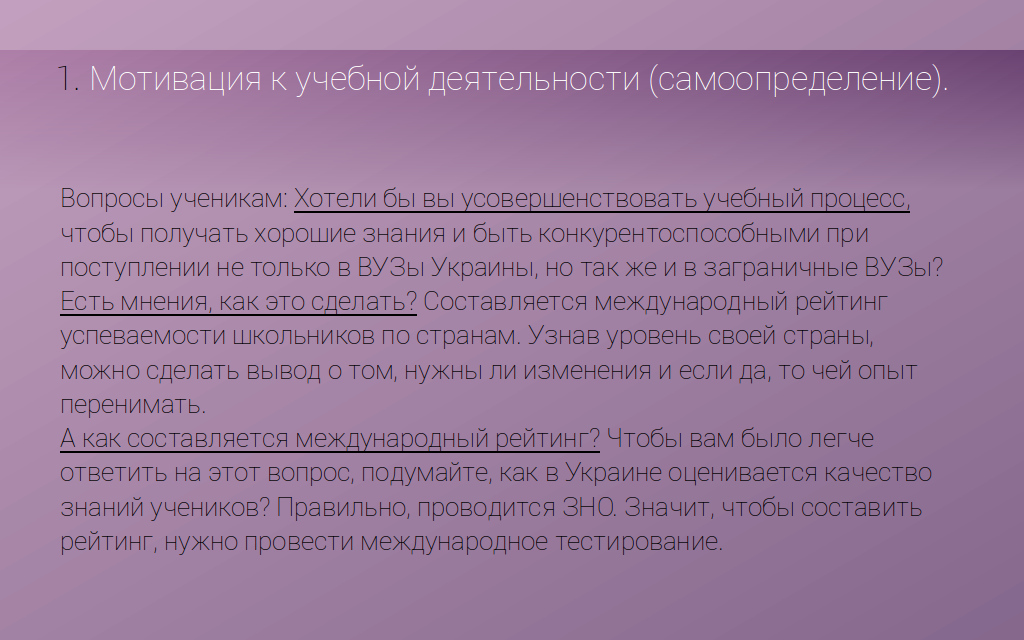 1. Мотивация к учебной деятельности (самоопределение).
Вопросы ученикам: Хотели бы вы усовершенствовать учебный процесс,
чтобы получать хорошие знания и быть конкурентоспособными при
поступлении не только в ВУЗы Украины, но так же и в заграничные ВУЗы?
Есть мнения, как это сделать? Составляется международный рейтинг
успеваемости школьников по странам. Узнав уровень своей страны,
можно сделать вывод о том, нужны ли изменения и если да, то чей опыт
перенимать.
А как составляется международный рейтинг? Чтобы вам было легче
ответить на этот вопрос, подумайте, как в Украине оценивается качество
знаний учеников? Правильно, проводится ЗНО. Значит, чтобы составить
рейтинг, нужно провести международное тестирование.